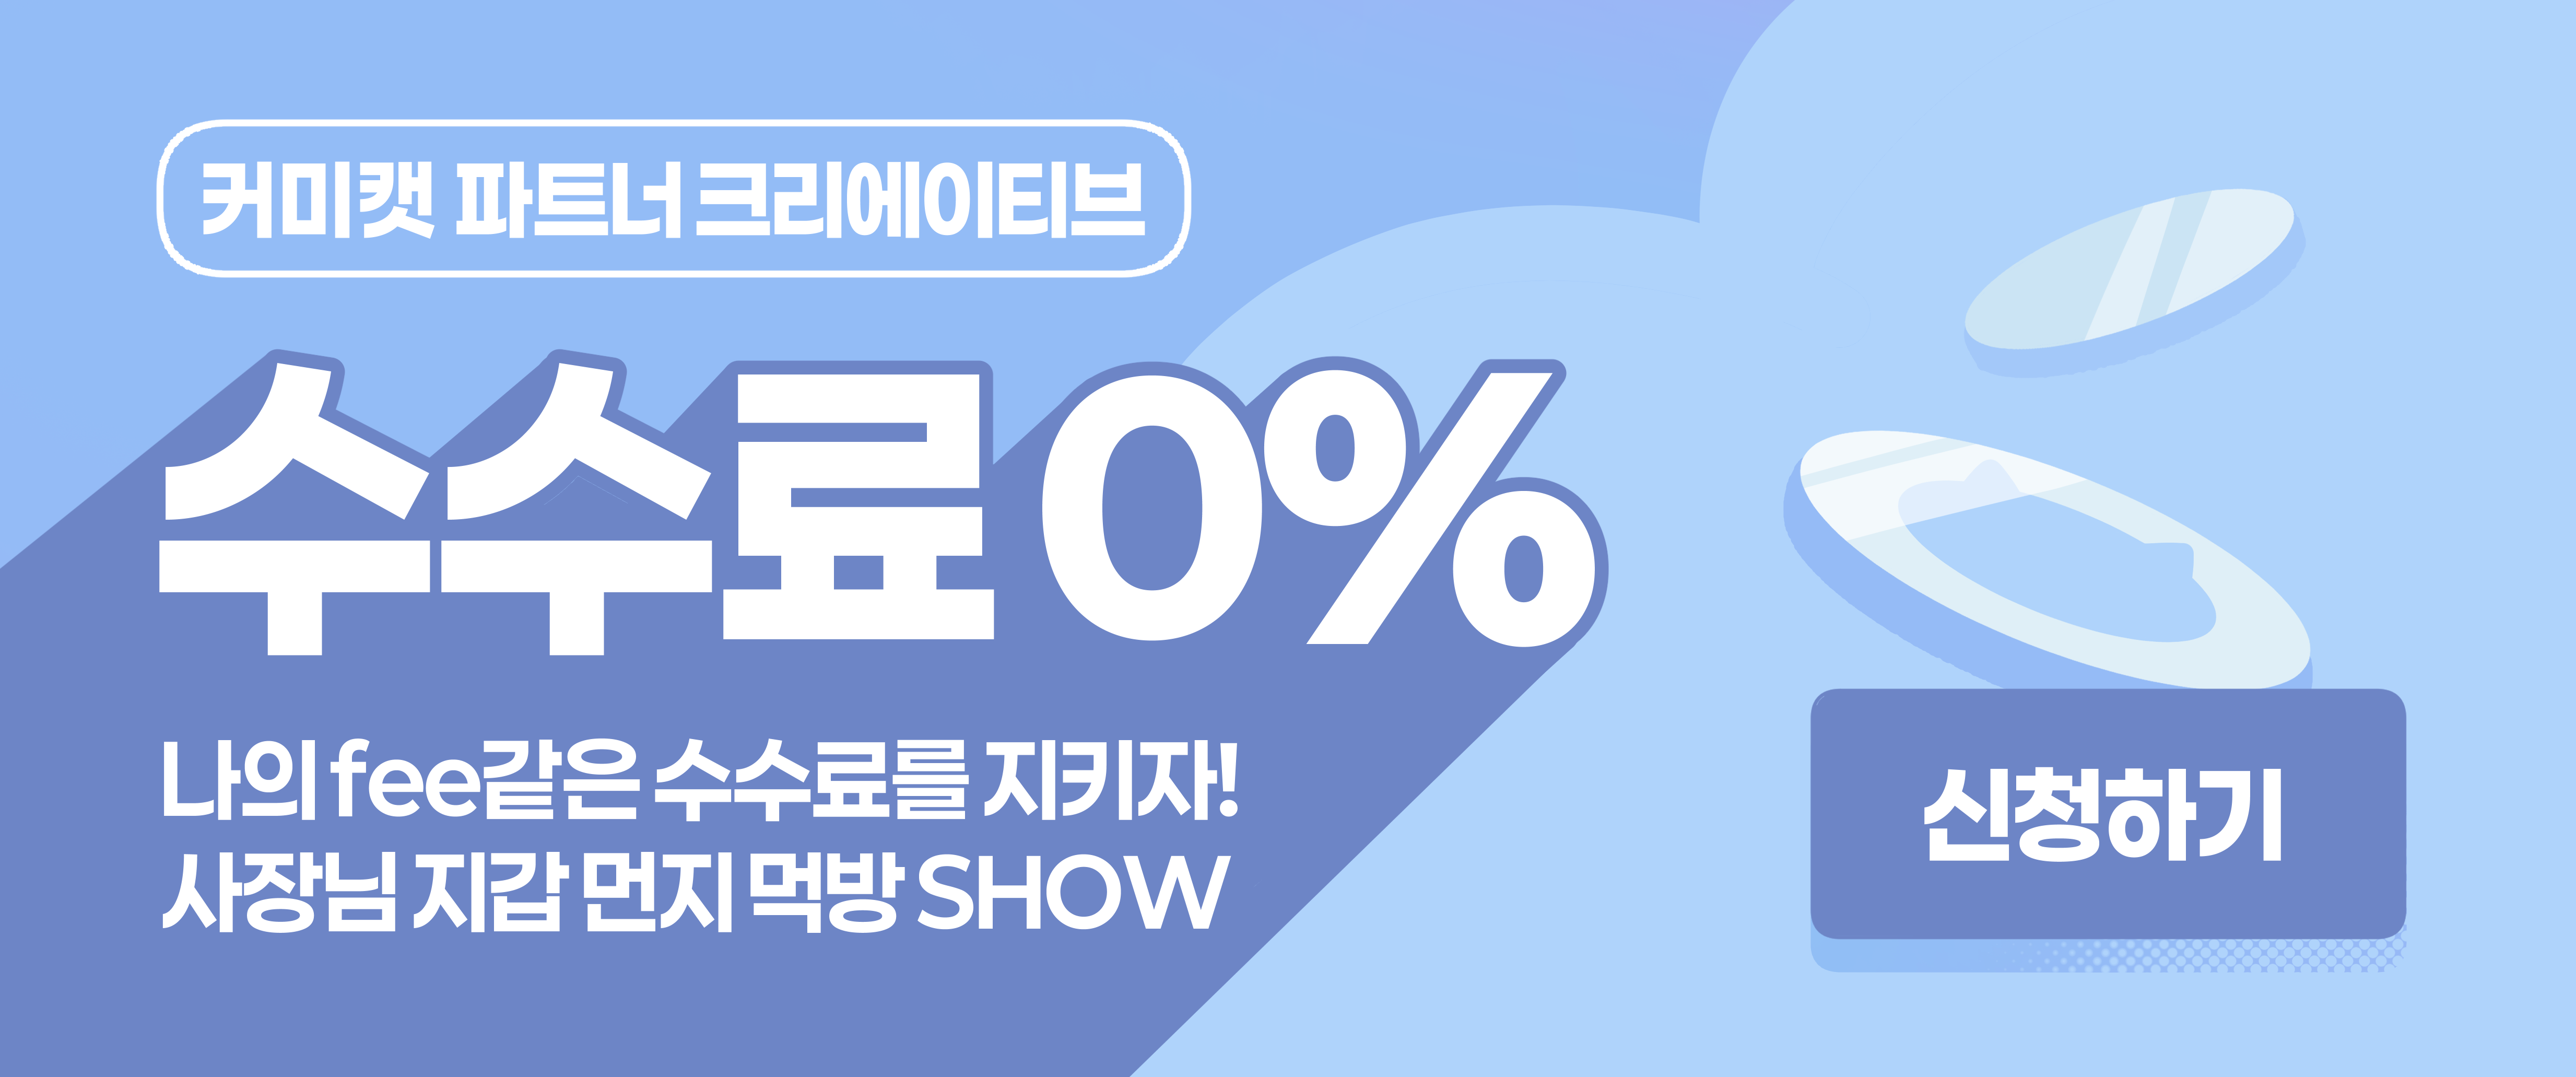 커미캣 파트너 크리에이티브
수수료 0%
나의 fee같은 수수료를 지키자!
사장님 지갑 먼지 먹방 SHOW
신청하기